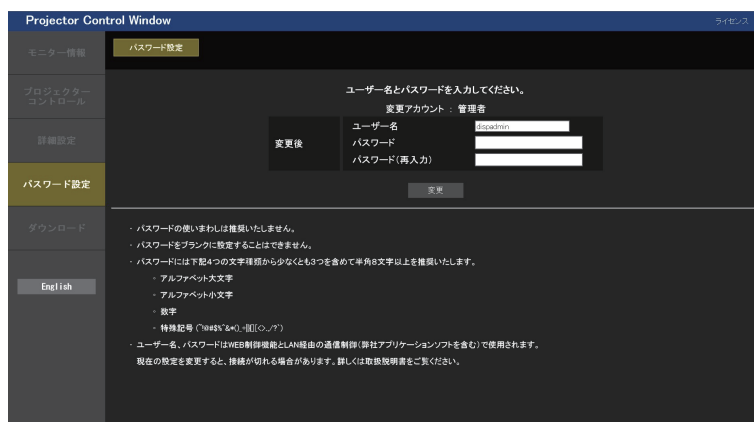 Projector Control Window
ライセンス
モニター情報
パスワード設定
プロジェクター
コントロール
詳細設定
パスワード設定
ダウンロード
English
ユーザー名とパスワードを入力してください。
変更アカウント : 管理者
変更後
ユーザー名
dispadmin
パスワード
パスワード(再入力)
変更
・ パスワードの使いまわしは推奨いたしません。
・ パスワードをブランクに設定することはできません。
・ パスワードには下記4つの文字種類から少なくとも3つを含めて半角8文字以上を推奨いたします。
◦ アルファベット大文字
◦ アルファベット小文字
◦ 数字
◦ 特殊記号
・ ユーザー名、パスワードはWEB制御機能とLAN経由の通信制御(弊社アプリケーションソフトを含む)で使用されます。
現在の設定を変更すると、接続が切れる場合があります。詳しくは取扱説明書をご覧ください。